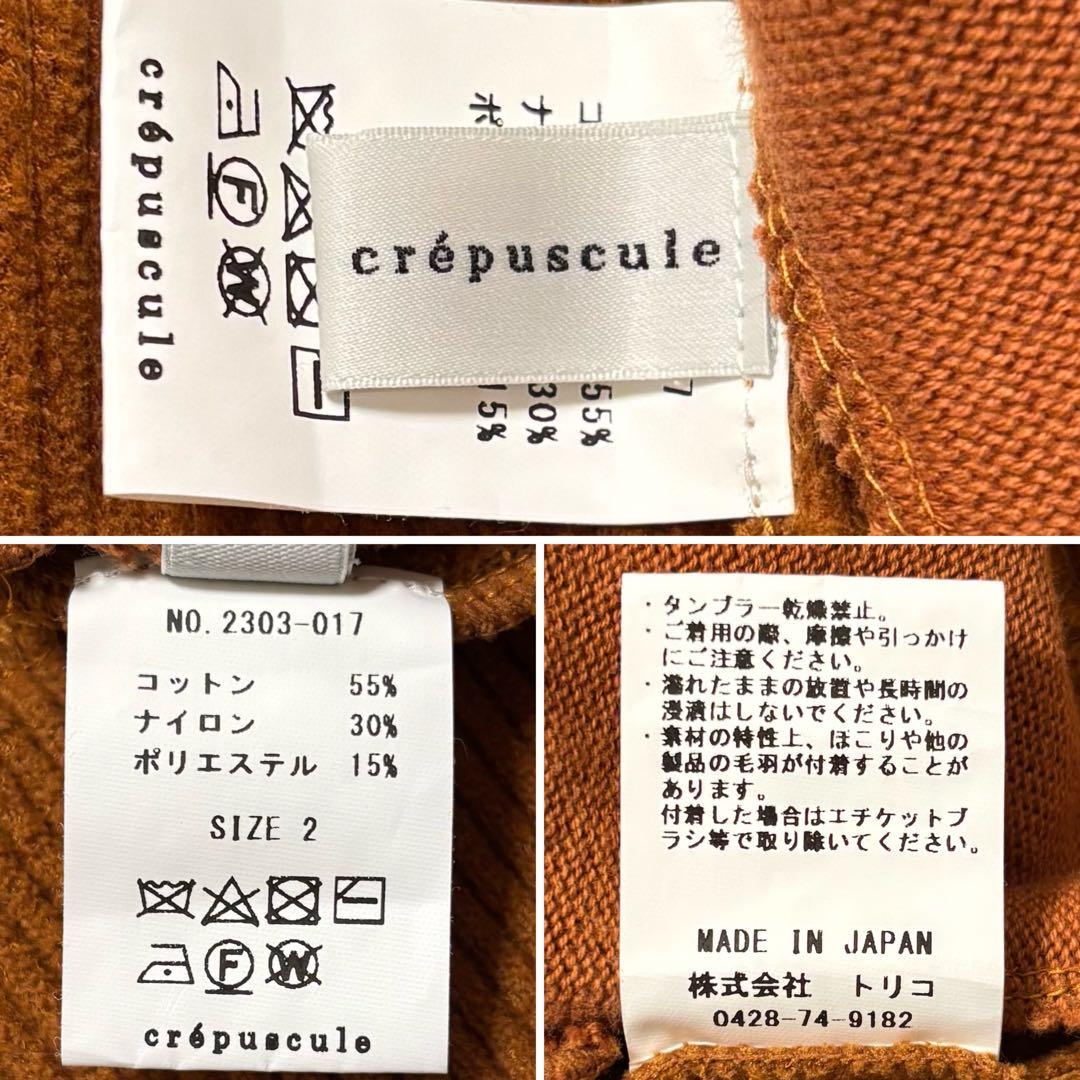 crépuscule
コ
ナ
ポ
crépuscule
7
55%
30%
15%
NO. 2303-017
コットン 55%
ナイロン 30%
ポリエステル 15%
SIZE 2
F
W
crépuscule
・タンブラー乾燥禁止。
・ご着用の際、摩擦や引っかけ
にご注意ください。
・濡れたままの放置や長時間の
浸漬はしないでください。
・素材の特性上、ほこりや他の
製品の毛羽が付着することが
あります。
付着した場合はエチケットブ
ラシ等で取り除いてください。
MADE IN JAPAN
株式会社 トリコ
0428-74-9182